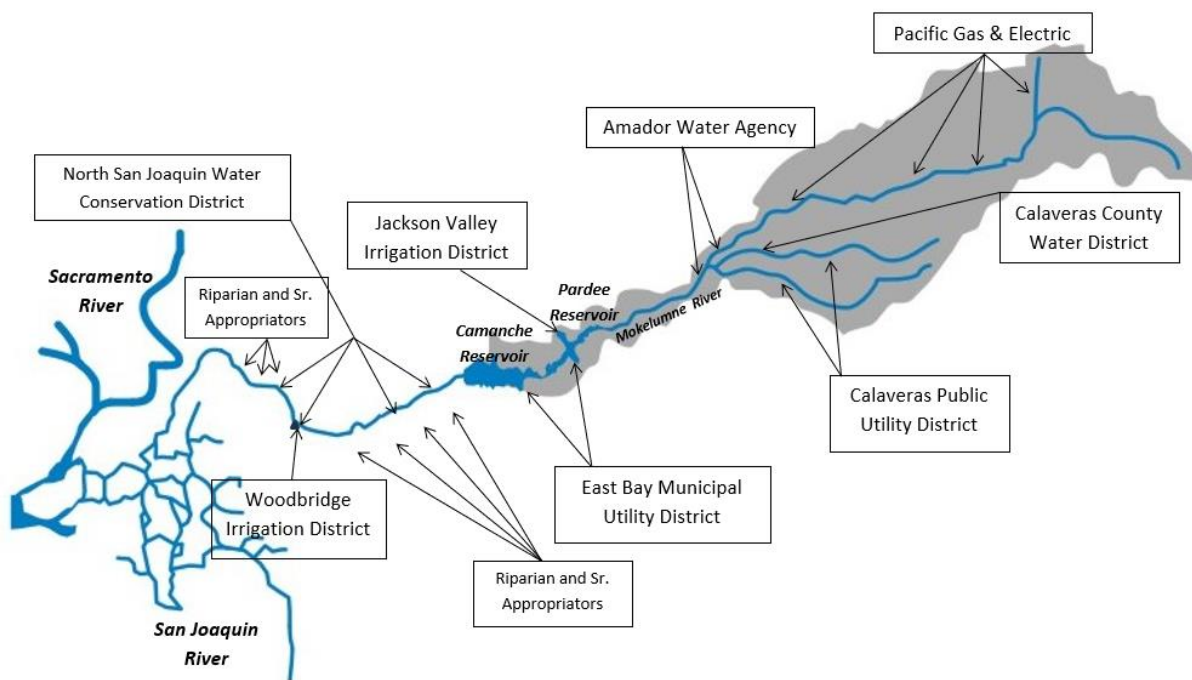 Pacific Gas & Electric
Amador Water Agency
North San Joaquin Water
Conservation District
Jackson Valley
Irrigation District
Calaveras County
Water District
Sacramento
River
Riparian and Sr.
Appropriators
Pardee
Reservoir
Mokelumne River
Camanche
Reservoir
Calaveras Public
Utility District
Woodbridge
Irrigation District
East Bay Municipal
Utility District
Riparian and Sr.
Appropriators
San Joaquin
River